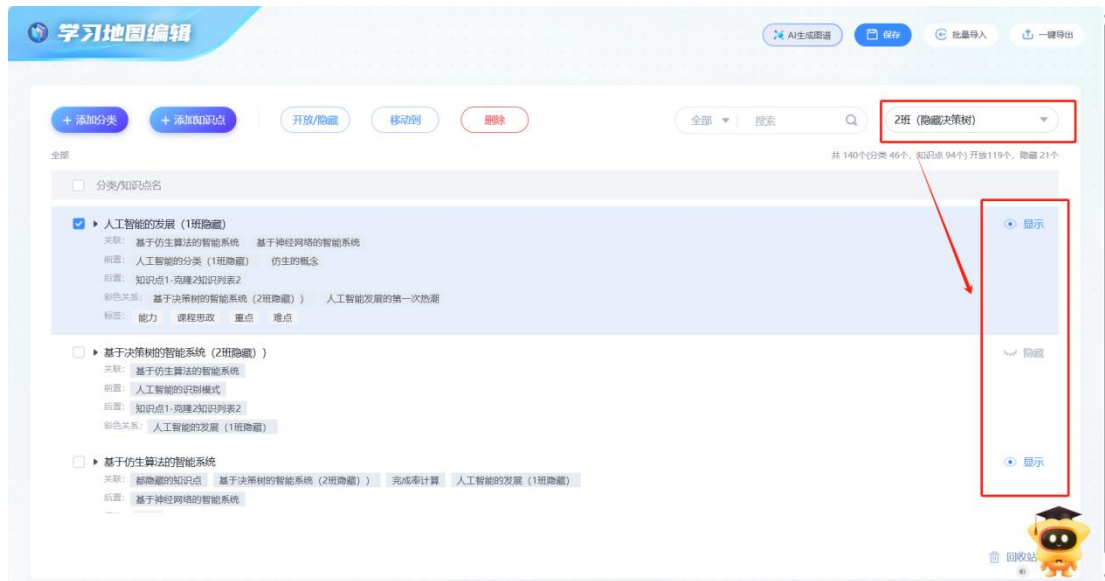 学习地图编辑
AI生成图谱 保存 批量导入 一键导出
+ 添加分类 + 添加知识点 开放/隐藏 移动到 删除 全部 搜索 2班（隐藏决策树）
全部 共 140个(分类 46个，知识点 94个) 开放119个，隐藏 21个
分类/知识点名
人工智能的发展（1班隐藏） 显示
关联: 基于仿生算法的智能系统 基于神经网络的智能系统
前置: 人工智能的分类（1班隐藏） 仿生的概念
后置: 知识点1-克隆2知识列表2
彩色关系: 基于决策树的智能系统（2班隐藏）） 人工智能发展的第一次热潮
标签: 能力 课程思政 重点 难点
基于决策树的智能系统（2班隐藏）） 隐藏
关联: 基于仿生算法的智能系统
前置: 人工智能的识别模式
后置: 知识点1-克隆2知识列表2
彩色关系: 人工智能的发展（1班隐藏）
基于仿生算法的智能系统 显示
关联: 都隐藏的知识点 基于决策树的智能系统（2班隐藏）） 完成率计算 人工智能的发展（1班隐藏）
后置: 基于神经网络的智能系统
回收站